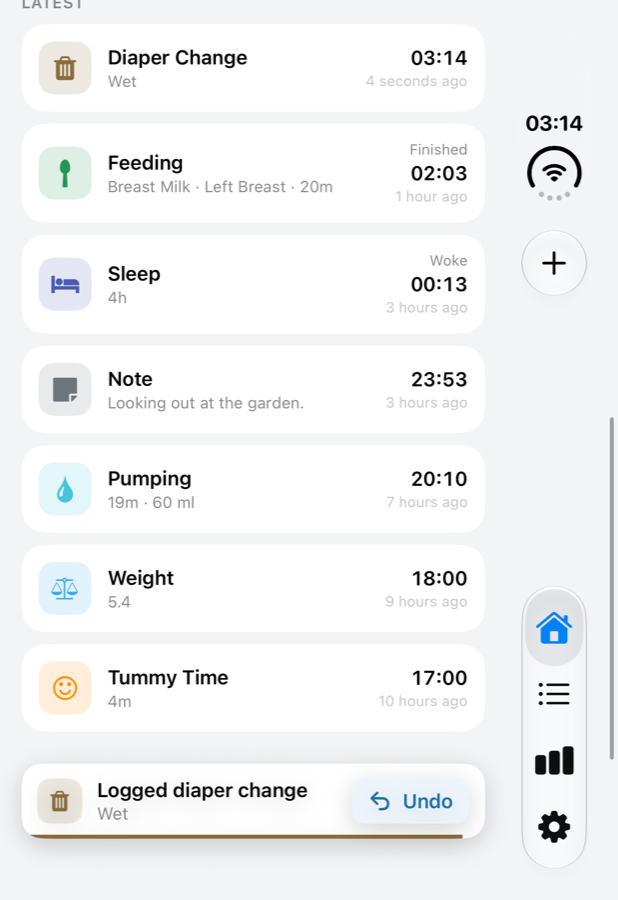 LATEST
Diaper Change
Wet
03:14
4 seconds ago
Feeding
Breast Milk · Left Breast · 20m
Finished
02:03
1 hour ago
Sleep
4h
Woke
00:13
3 hours ago
Note
Looking out at the garden.
23:53
3 hours ago
Pumping
19m · 60 ml
20:10
7 hours ago
Weight
5.4
18:00
9 hours ago
Tummy Time
4m
17:00
10 hours ago
Logged diaper change
Wet
Undo
03:14